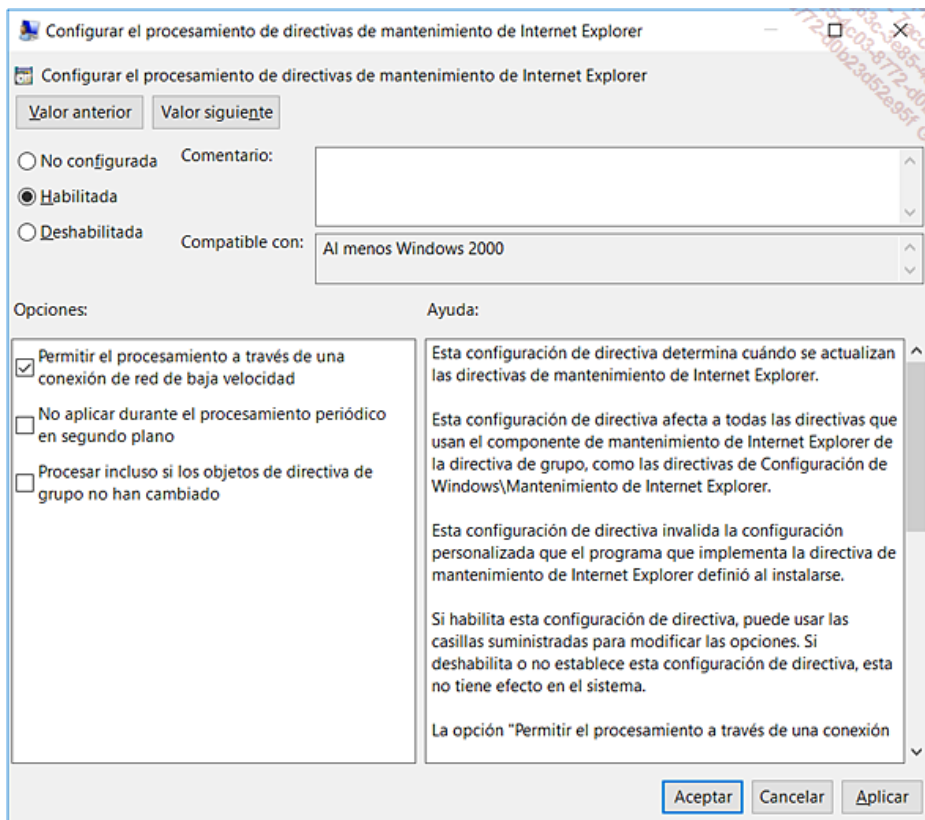 Configurar el procesamiento de directivas de mantenimiento de Internet Explorer
Configurar el procesamiento de directivas de mantenimiento de Internet Explorer
Valor anterior
Valor siguiente
No configurada
Habilitada
Deshabilitada
Comentario:
Compatible con:
Al menos Windows 2000
Opciones:
Permitir el procesamiento a través de una
conexión de red de baja velocidad
No aplicar durante el procesamiento periódico
en segundo plano
Procesar incluso si los objetos de directiva de
grupo no han cambiado
Ayuda:
Esta configuración de directiva determina cuándo se actualizan
las directivas de mantenimiento de Internet Explorer.
Esta configuración de directiva afecta a todas las directivas que
usan el componente de mantenimiento de Internet Explorer de
la directiva de grupo, como las directivas de Configuración de
Windows\Mantenimiento de Internet Explorer.
Esta configuración de directiva invalida la configuración
personalizada que el programa que implementa la directiva de
mantenimiento de Internet Explorer definió al instalarse.
Si habilita esta configuración de directiva, puede usar las
casillas suministradas para modificar las opciones. Si
deshabilita o no establece esta configuración de directiva, esta
no tiene efecto en el sistema.
La opción "Permitir el procesamiento a través de una conexión
Aceptar
Cancelar
Aplicar